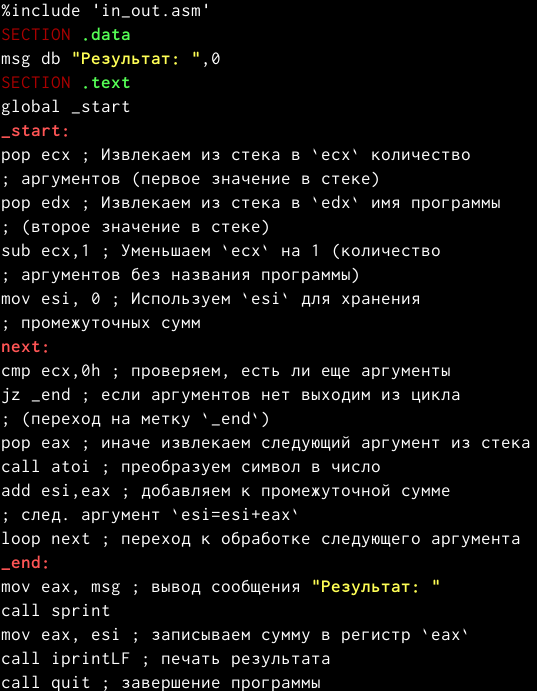 %include 'in_out.asm'
SECTION .data
msg db "Результат: ",0
SECTION .text
global _start
_start:
pop ecx ; Извлекаем из стека в `ecx` количество
; аргументов (первое значение в стеке)
pop edx ; Извлекаем из стека в `edx` имя программы
; (второе значение в стеке)
sub ecx,1 ; Уменьшаем `ecx` на 1 (количество
; аргументов без названия программы)
mov esi, 0 ; Используем `esi` для хранения
; промежуточных сумм
next:
cmp ecx,0h ; проверяем, есть ли еще аргументы
jz _end ; если аргументов нет выходим из цикла
; (переход на метку `_end`)
pop eax ; иначе извлекаем следующий аргумент из стека
call atoi ; преобразуем символ в число
add esi,eax ; добавляем к промежуточной сумме
; след. аргумент `esi=esi+eax`
loop next ; переход к обработке следующего аргумента
_end:
mov eax, msg ; вывод сообщения "Результат: "
call sprint
mov eax, esi ; записываем сумму в регистр `eax`
call iprintLF ; печать результата
call quit ; завершение программы